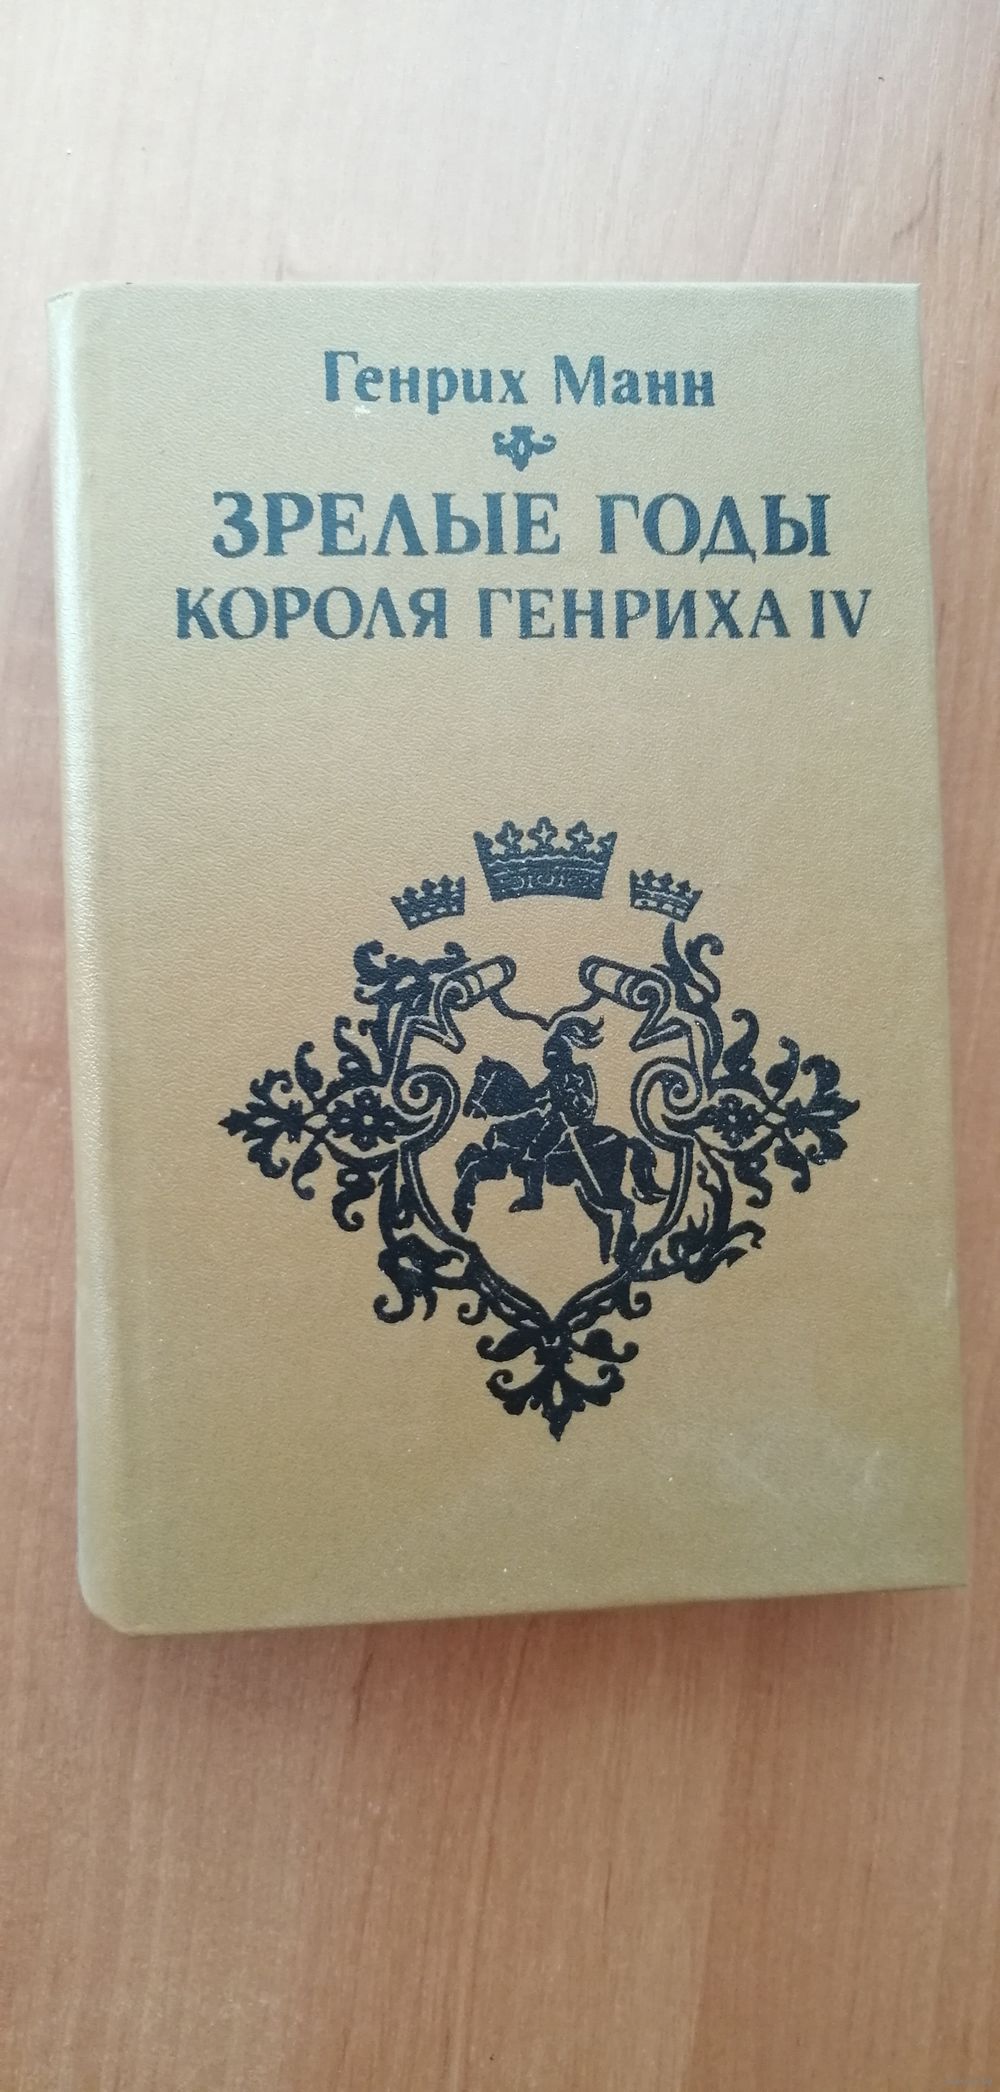 Генрих Манн
ЗРЕЛЫЕ ГОДЫ
КОРОЛЯ ГЕНРИХА IV